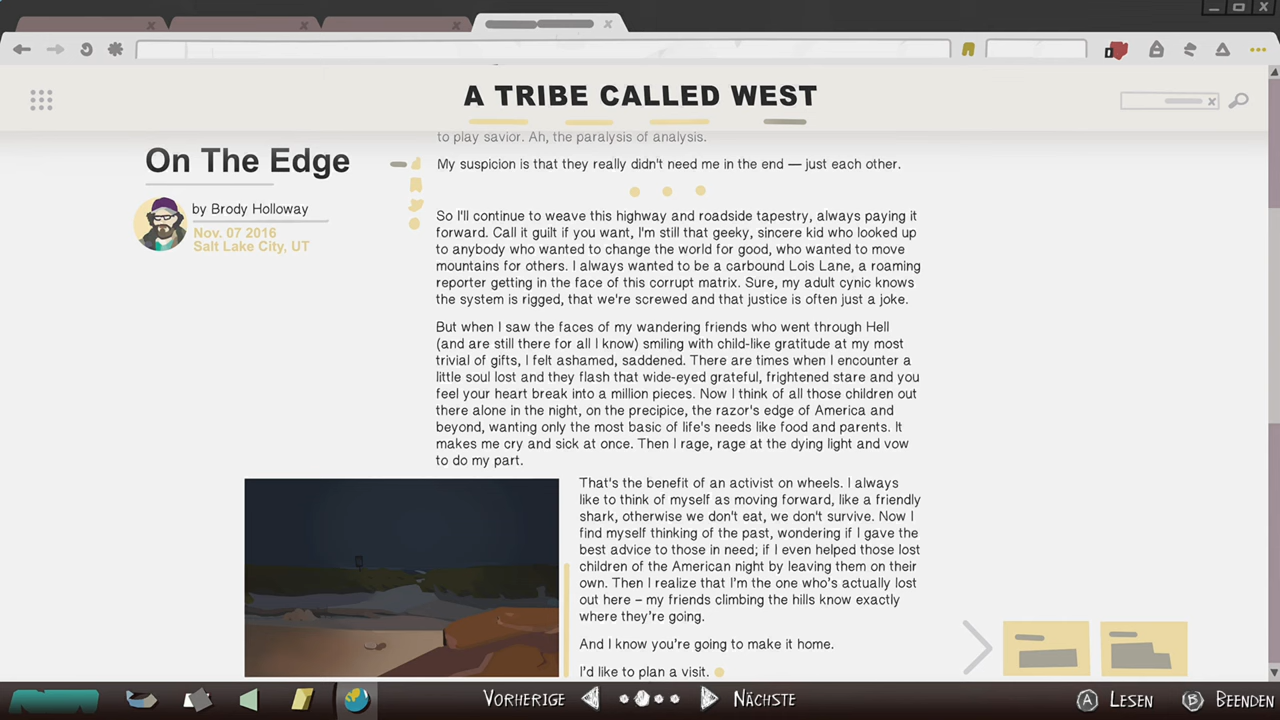 A TRIBE CALLED WEST
On The Edge
by Brody Holloway
Nov. 07 2016
Salt Lake City, UT
to play savior. Ah, the paralysis of analysis.
My suspicion is that they really didn't need me in the end — just each other.
So I'll continue to weave this highway and roadside tapestry, always paying it
forward. Call it guilt if you want, I'm still that geeky, sincere kid who looked up
to anybody who wanted to change the world for good, who wanted to move
mountains for others. I always wanted to be a carbound Lois Lane, a roaming
reporter getting in the face of this corrupt matrix. Sure, my adult cynic knows
the system is rigged, that we're screwed and that justice is often just a joke.
But when I saw the faces of my wandering friends who went through Hell
(and are still there for all I know) smiling with child-like gratitude at my most
trivial of gifts, I felt ashamed, saddened. There are times when I encounter a
little soul lost and they flash that wide-eyed grateful, frightened stare and you
feel your heart break into a million pieces. Now I think of all those children out
there alone in the night, on the precipice, the razor's edge of America and
beyond, wanting only the most basic of life's needs like food and parents. It
makes me cry and sick at once. Then I rage, rage at the dying light and vow
to do my part.
That's the benefit of an activist on wheels. I always
like to think of myself as moving forward, like a friendly
shark, otherwise we don't eat, we don't survive. Now I
find myself thinking of the past, wondering if I gave the
best advice to those in need; if I even helped those lost
children of the American night by leaving them on their
own. Then I realize that I'm the one who's actually lost
out here – my friends climbing the hills know exactly
where they're going.
And I know you're going to make it home.
I'd like to plan a visit.
VORHERIGE NÄCHSTE A LESEN B BEENDEN